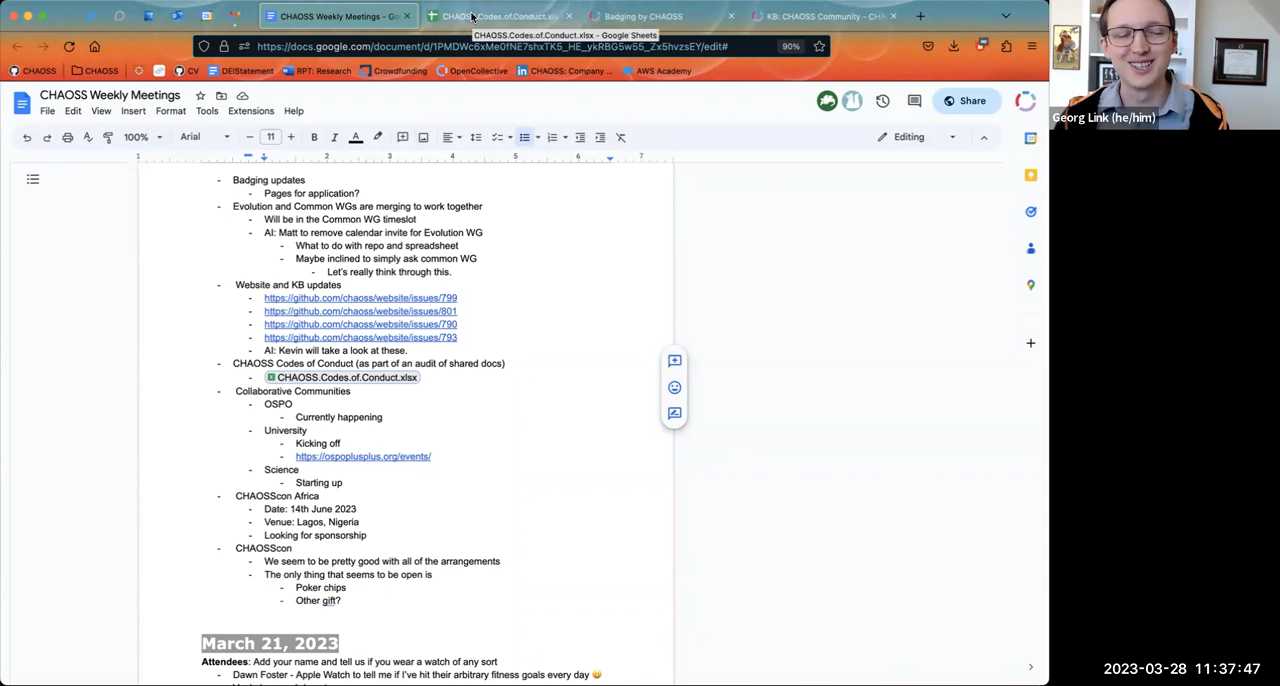 CHAOSS Weekly Meetings - Go
CHAOSS.Codes.of.Conduct.xls
Badging by CHAOSS
KB: CHAOSS Community - CHA
CHAOSS.Codes.of.Conduct.xlsx - Google Sheets
https://docs.google.com/document/d/1PMDWc6xMe0fNE7shxTK5_HE_ykRBG5w55_Zx5hvzsEY/edit#
90%
CHAOSS
CHAOSS
CV
DEIStatement
RPT: Research
Crowdfunding
OpenCollective
CHAOSS: Company ...
AWS Academy
CHAOSS Weekly Meetings
File Edit View Insert Format Tools Extensions Help
Share
100% Arial 11 Editing
1 1 2 3 4 5 6 7
- Badging updates
- Pages for application?
- Evolution and Common WGs are merging to work together
- Will be in the Common WG timeslot
- AI: Matt to remove calendar invite for Evolution WG
- What to do with repo and spreadsheet
- Maybe inclined to simply ask common WG
- Let's really think through this.
- Website and KB updates
- https://github.com/chaoss/website/issues/799
- https://github.com/chaoss/website/issues/801
- https://github.com/chaoss/website/issues/790
- https://github.com/chaoss/website/issues/793
- AI: Kevin will take a look at these.
- CHAOSS Codes of Conduct (as part of an audit of shared docs)
- CHAOSS.Codes.of.Conduct.xlsx
- Collaborative Communities
- OSPO
- Currently happening
- University
- Kicking off
- https://ospoplusplus.org/events/
- Science
- Starting up
- CHAOSScon Africa
- Date: 14th June 2023
- Venue: Lagos, Nigeria
- Looking for sponsorship
- CHAOSScon
- We seem to be pretty good with all of the arrangements
- The only thing that seems to be open is
- Poker chips
- Other gift?
March 21, 2023
Attendees: Add your name and tell us if you wear a watch of any sort
- Dawn Foster - Apple Watch to tell me if I've hit their arbitrary fitness goals every day 😀
Georg Link (he/him)
2023-03-28 11:37:47